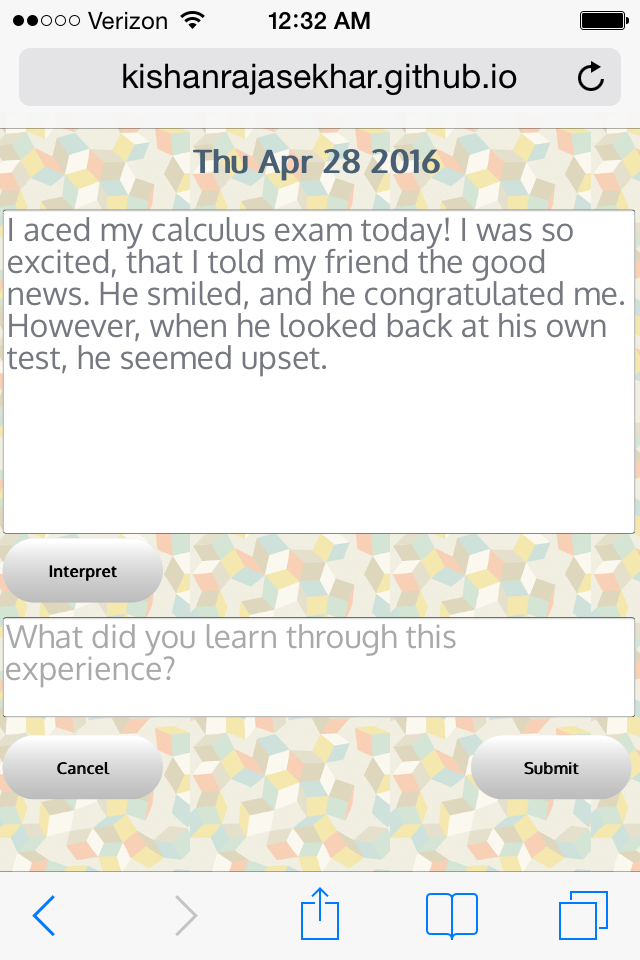 Verizon 12:32 AM
kishanrajasekhar.github.io
Thu Apr 28 2016
I aced my calculus exam today! I was so
excited, that I told my friend the good
news. He smiled, and he congratulated me.
However, when he looked back at his own
test, he seemed upset.
Interpret
What did you learn through this
experience?
Cancel Submit